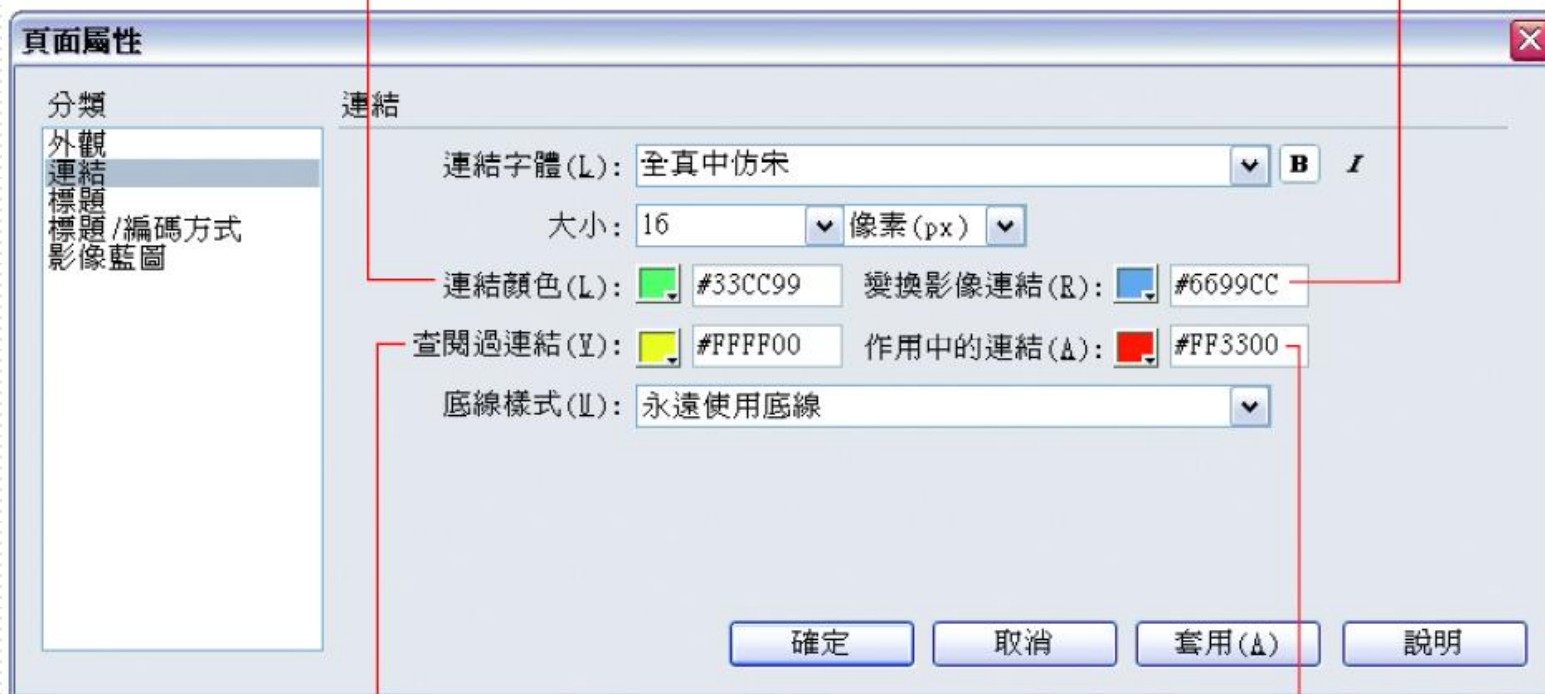 頁面屬性
分類
外觀
連結
標題
標題/編碼方式
影像藍圖
連結
連結字體(L): 全真中仿宋 B I
大小: 16 像素(px)
連結顏色(L): #33CC99 變換影像連結(R): #6699CC
查閱過連結(V): #FFFF00 作用中的連結(A): #FF3300
底線樣式(U): 永遠使用底線
確定 取消 套用(A) 說明